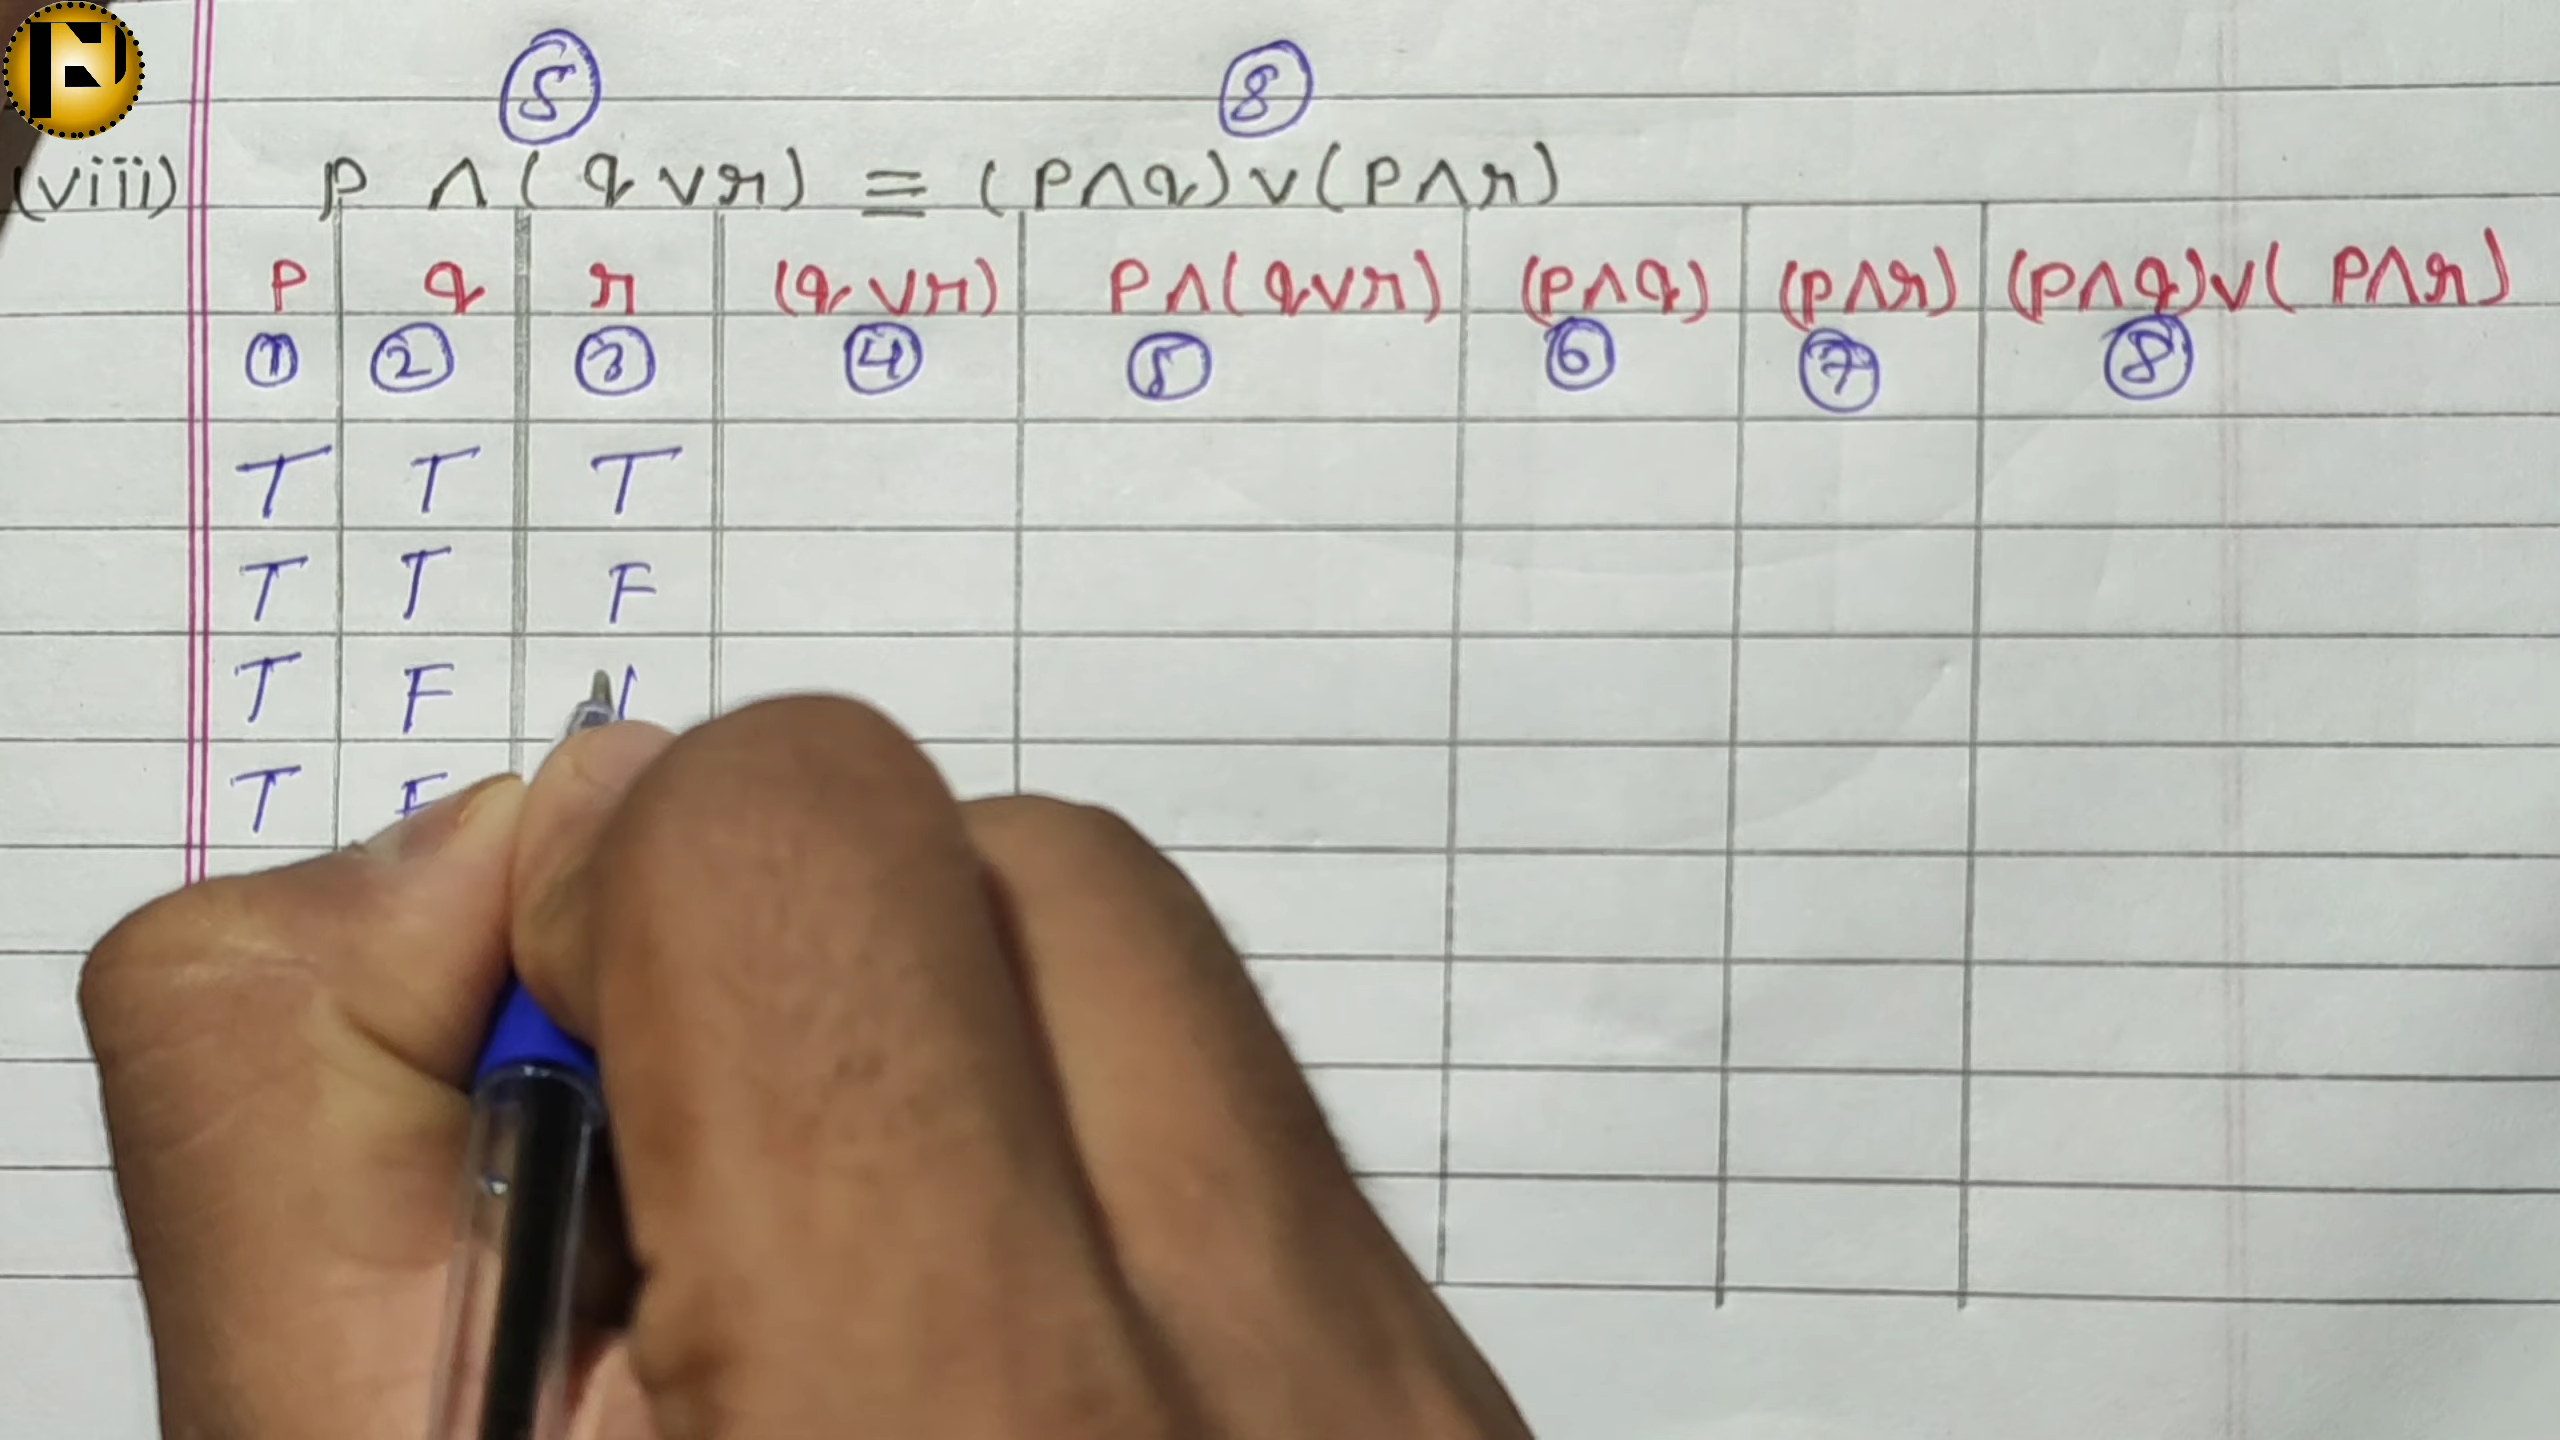 5 8
(viii) p ∧ ( q ∨ r ) ≡ ( p ∧ q ) ∨ ( p ∧ r )
p q r (q ∨ r) p ∧ ( q ∨ r ) (p ∧ q) (p ∧ r) (p ∧ q) ∨ ( p ∧ r )
1 2 3 4 5 6 7 8
T T T
T T F
T F
T F